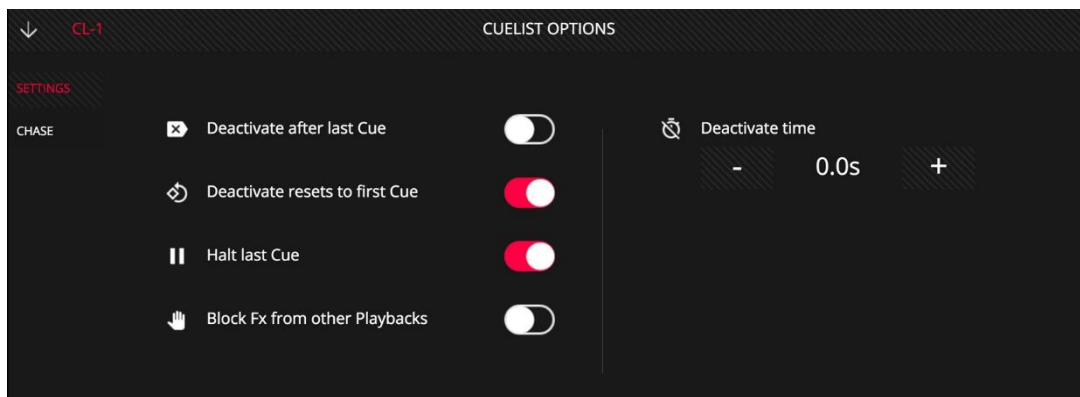 CL-1
CUELIST OPTIONS
SETTINGS
CHASE
Deactivate after last Cue
Deactivate resets to first Cue
Halt last Cue
Block Fx from other Playbacks
Deactivate time
- 0.0s +